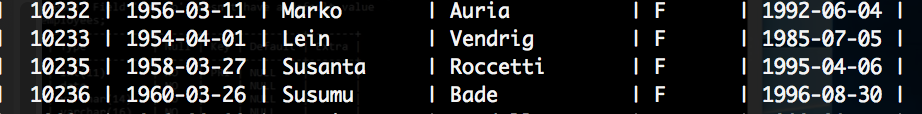 | 10232 | 1956-03-11 | Marko | Auria | F | 1992-06-04 |
| 10233 | 1954-04-01 | Lein | Vendrig | F | 1985-07-05 |
| 10235 | 1958-03-27 | Susanta | Roccetti | F | 1995-04-06 |
| 10236 | 1960-03-26 | Susumu | Bade | F | 1996-08-30 |